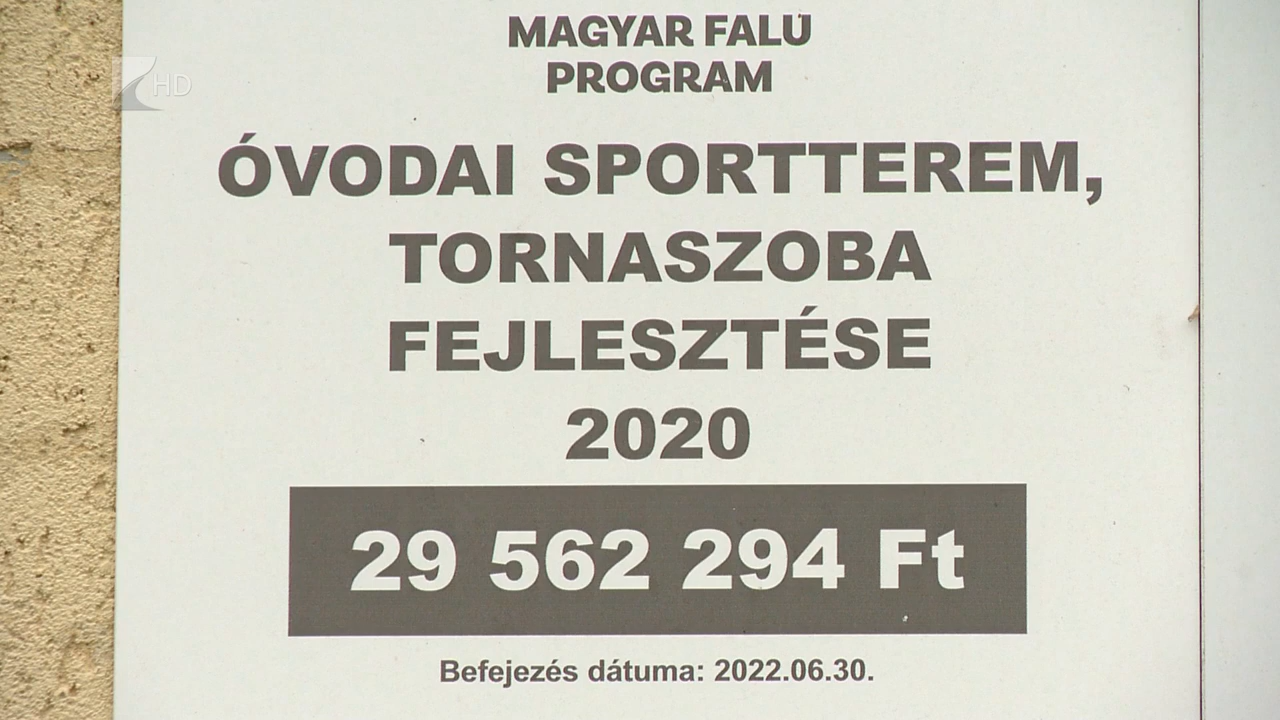 HD
MAGYAR FALU
PROGRAM
ÓVODAI SPORTTEREM,
TORNASZOBA
FEJLESZTÉSE
2020
29 562 294 Ft
Befejezés dátuma: 2022.06.30.